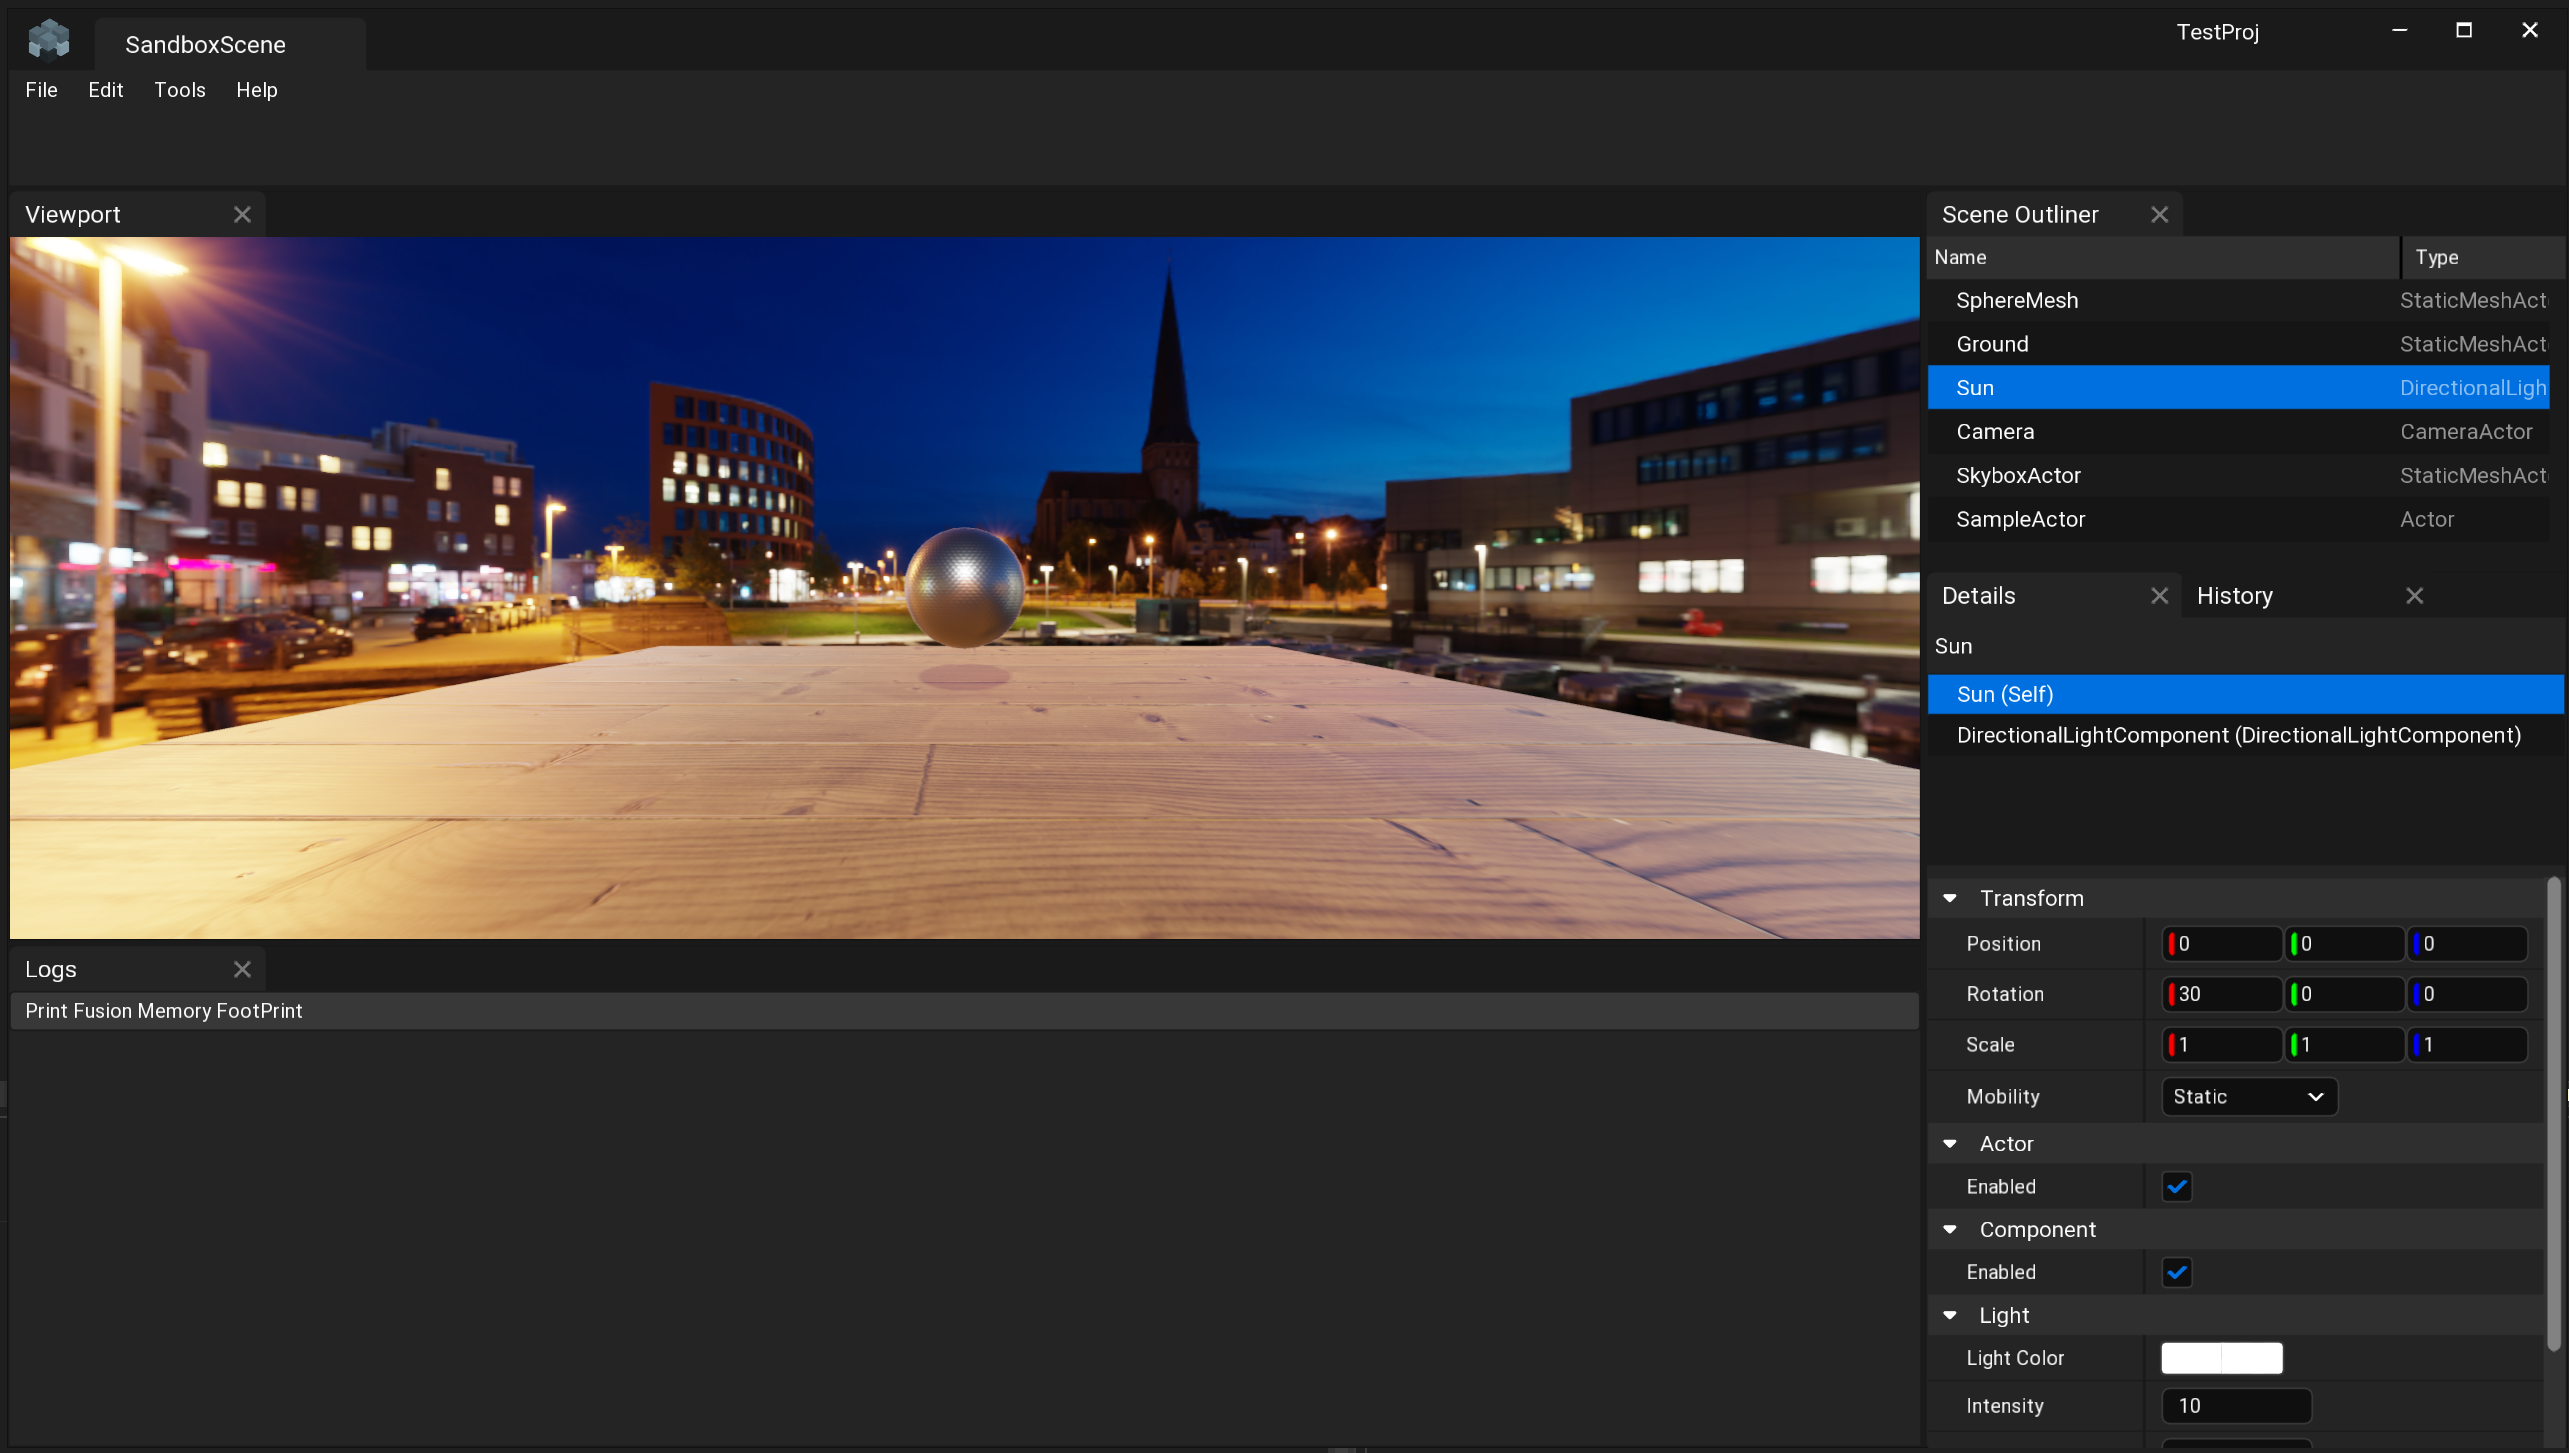 SandboxScene
TestProj
File Edit Tools Help
Viewport
Scene Outliner
Name Type
SphereMesh StaticMeshAct
Ground StaticMeshAct
Sun DirectionalLigh
Camera CameraActor
SkyboxActor StaticMeshAct
SampleActor Actor
Details History
Sun
Sun (Self)
DirectionalLightComponent (DirectionalLightComponent)
Transform
Position 0 0 0
Rotation 30 0 0
Scale 1 1 1
Mobility Static
Actor
Enabled
Component
Enabled
Light
Light Color
Intensity 10
Logs
Print Fusion Memory FootPrint